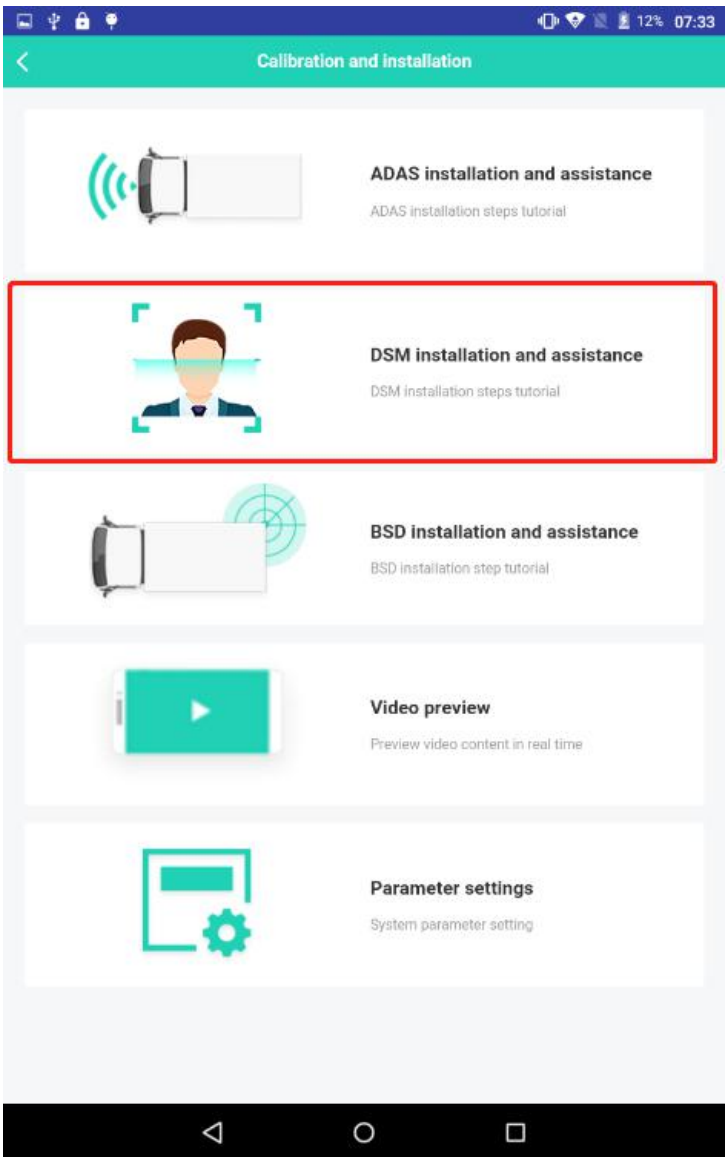 12% 07:33
Calibration and installation
ADAS installation and assistance
ADAS installation steps tutorial
DSM installation and assistance
DSM installation steps tutorial
BSD installation and assistance
BSD installation step tutorial
Video preview
Preview video content in real time
Parameter settings
System parameter setting